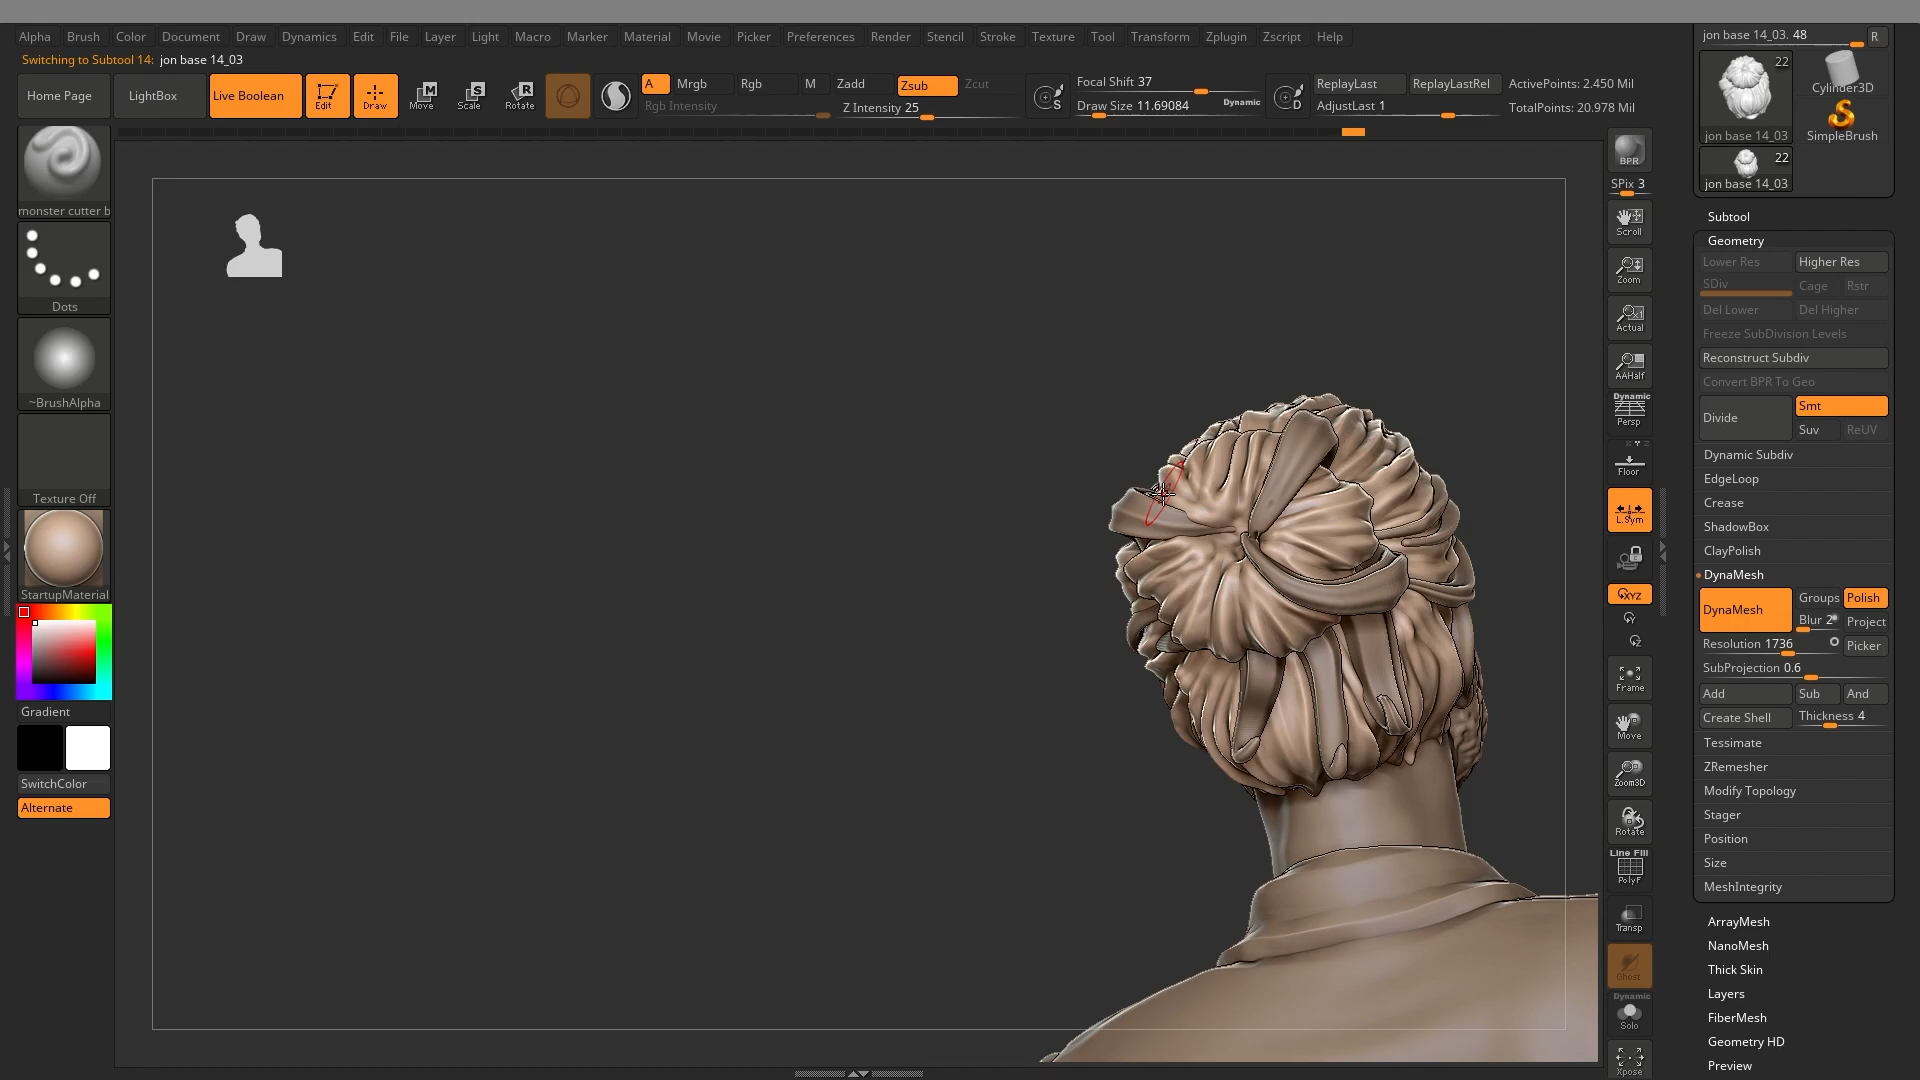 Alpha Brush Color Document Draw Dynamics Edit File Layer Light Macro Marker Material Movie Picker Preferences Render Stencil Stroke Texture Tool Transform Zplugin Zscript Help
Switching to Subtool 14: jon base 14_03
Home Page
LightBox
Live Boolean
Edit
Draw
M
Move
S
Scale
R
Rotate
A Mrgb Rgb M Zadd Zsub Zcut
Rgb Intensity
Z Intensity 25
S
Focal Shift 37
Draw Size 11.69084 Dynamic
D
ReplayLast ReplayLastRel ActivePoints: 2.450 Mil
AdjustLast 1 TotalPoints: 20.978 Mil
monster cutter b
Dots
~BrushAlpha
Texture Off
StartupMaterial
Gradient
SwitchColor
Alternate
BPR
SPix 3
Scroll
Zoom
Actual
AAHalf
Dynamic
Persp
Floor
L.Sym
XYZ
Y
Z
Frame
Move
Zoom3D
Rotate
Line Fill
PolyF
Transp
Ghost
Dynamic
Solo
Xpose
jon base 14_03. 48 R
22
jon base 14_03
Cylinder3D
SimpleBrush
22
jon base 14_03
Subtool
Geometry
Lower Res Higher Res
SDiv Cage Rstr
Del Lower Del Higher
Freeze SubDivision Levels
Reconstruct Subdiv
Convert BPR To Geo
Divide Smt
Suv ReUV
Dynamic Subdiv
EdgeLoop
Crease
ShadowBox
ClayPolish
DynaMesh
DynaMesh Groups Polish
Blur 2 Project
Resolution 1736 Picker
SubProjection 0.6
Add Sub And
Create Shell Thickness 4
Tessimate
ZRemesher
Modify Topology
Stager
Position
Size
MeshIntegrity
ArrayMesh
NanoMesh
Thick Skin
Layers
FiberMesh
Geometry HD
Preview